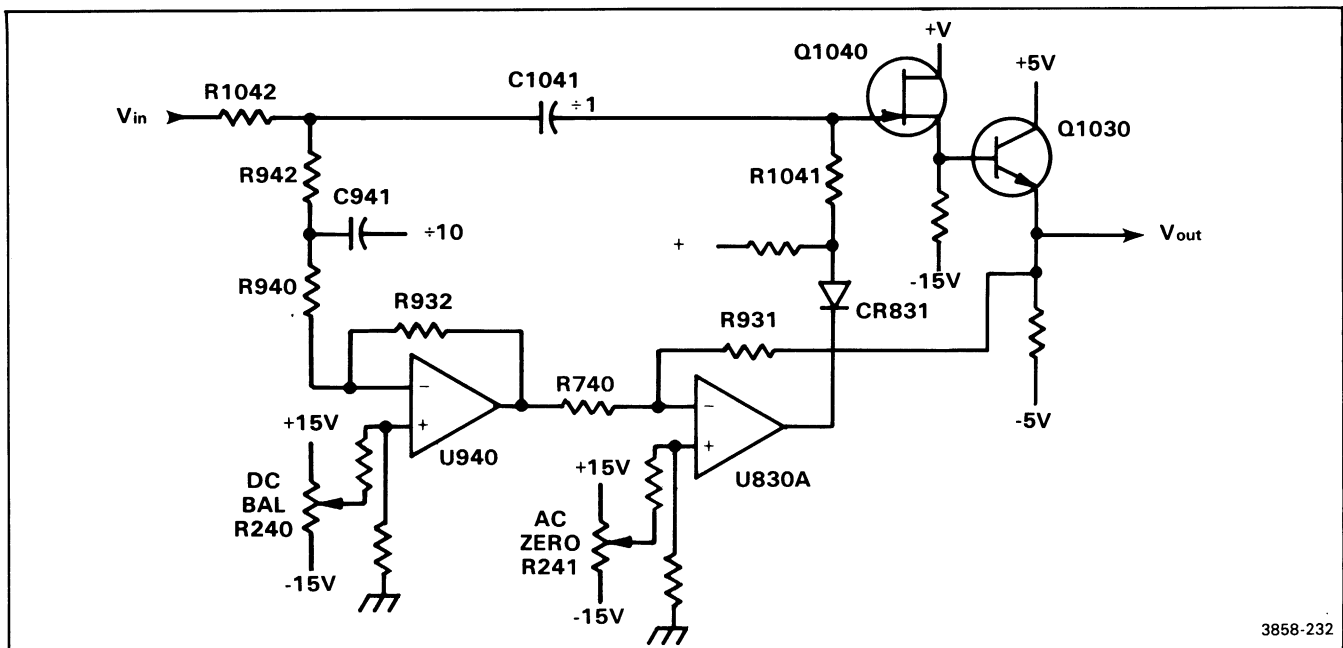 +V
Q1040
+5V
C1041
÷1
R1042
Vin
Q1030
R942
R1041
C941
÷10
+
Vout
-15V
R940
CR831
R932
R931
R740
-
+
U940
-
+
U830A
-5V
+15V
DC
BAL
R240
-15V
+15V
AC
ZERO
R241
-15V
3858-232